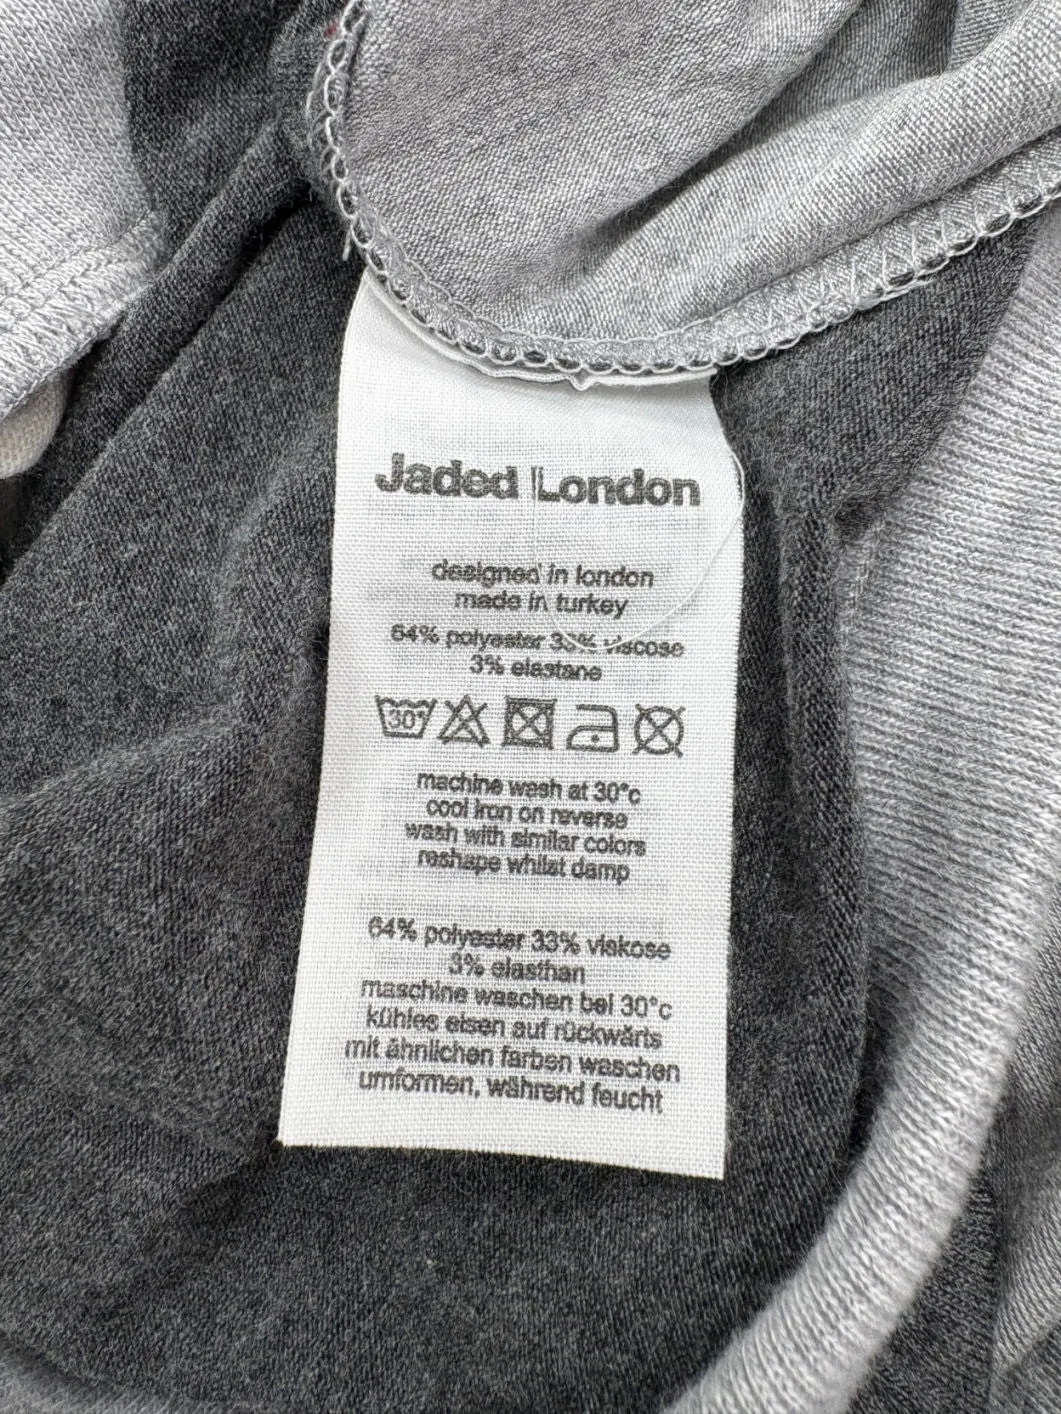 Jaded London
designed in london
made in turkey
64% polyester 33% viscose
3% elastane
30°
machine wash at 30°c
cool iron on reverse
wash with similar colors
reshape whilst damp
64% polyester 33% viskose
3% elasthan
maschine waschen bei 30°c
kühles eisen auf rückwärts
mit ähnlichen farben waschen
umformen, während feucht